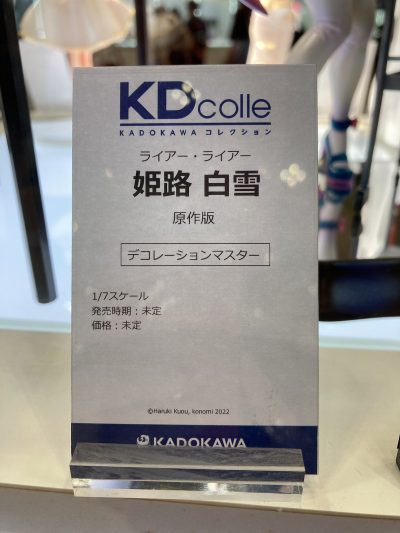 KDcolle
KADOKAWA コレクション
ライアー・ライアー
姫路 白雪
原作版
デコレーションマスター
1/7スケール
発売時期：未定
価格：未定
©Haruki Kuou, konomi 2022
KADOKAWA